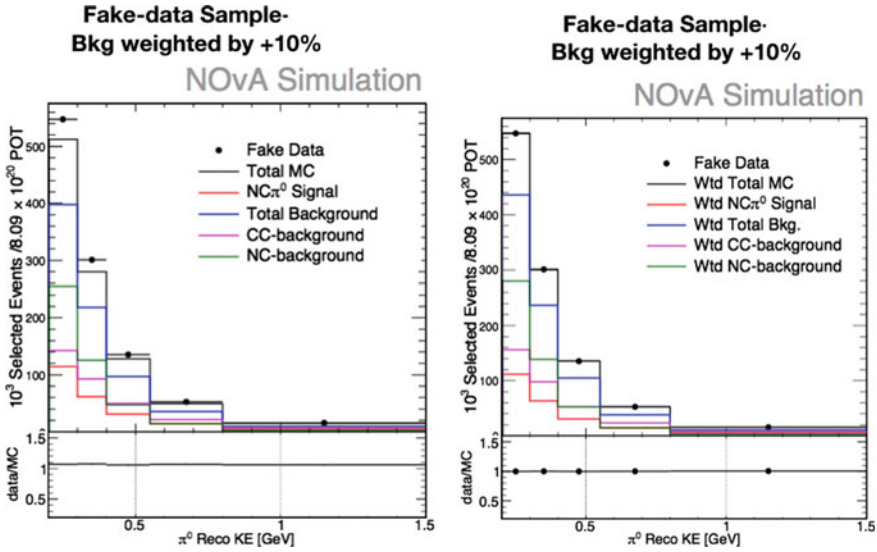 Fake-data Sample-
Bkg weighted by +10%
NOvA Simulation
10³ Selected Events /8.09 × 10²⁰ POT
500
400
300
200
100
Fake Data
Total MC
NCπ⁰ Signal
Total Background
CC-background
NC-background
data/MC
1.5
1
0.5
0.5
1
1.5
π⁰ Reco KE [GeV]
Fake-data Sample·
Bkg weighted by +10%
NOvA Simulation
10³ Selected Events /8.09 × 10²⁰ POT
500
400
300
200
100
Fake Data
Wtd Total MC
Wtd NCπ⁰ Signal
Wtd Total Bkg.
Wtd CC-background
Wtd NC-background
data/MC
1.5
1
0.5
0.5
1
1.5
π⁰ Reco KE [GeV]